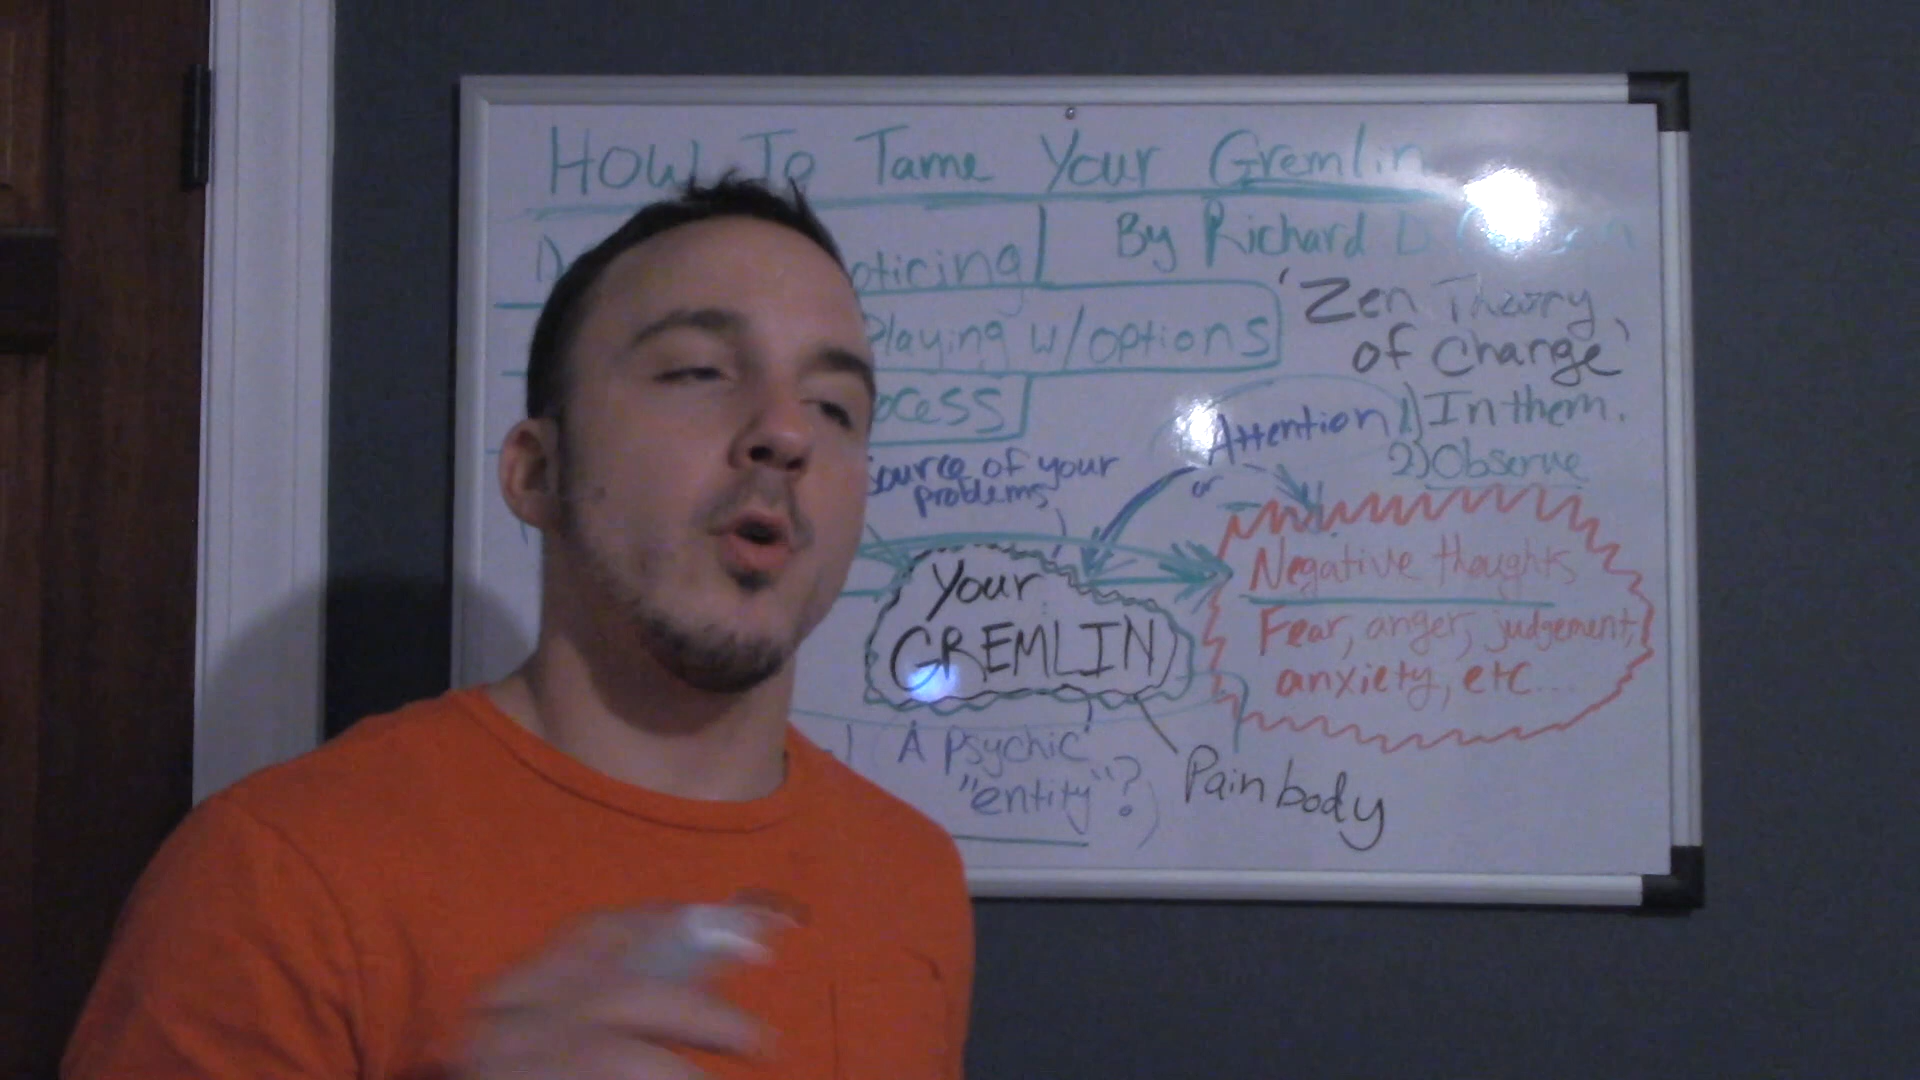 How To Tame Your Gremlin
1) oticing
By Richard D
'Zen Theory
of Change'
Playing w/options
ocess
Attention
1) In them.
2) Observe
source of your
problems
or
Your
GREMLIN
Negative thoughts
Fear, anger, judgement,
anxiety, etc...
(A psychic
"entity"?)
Pain body